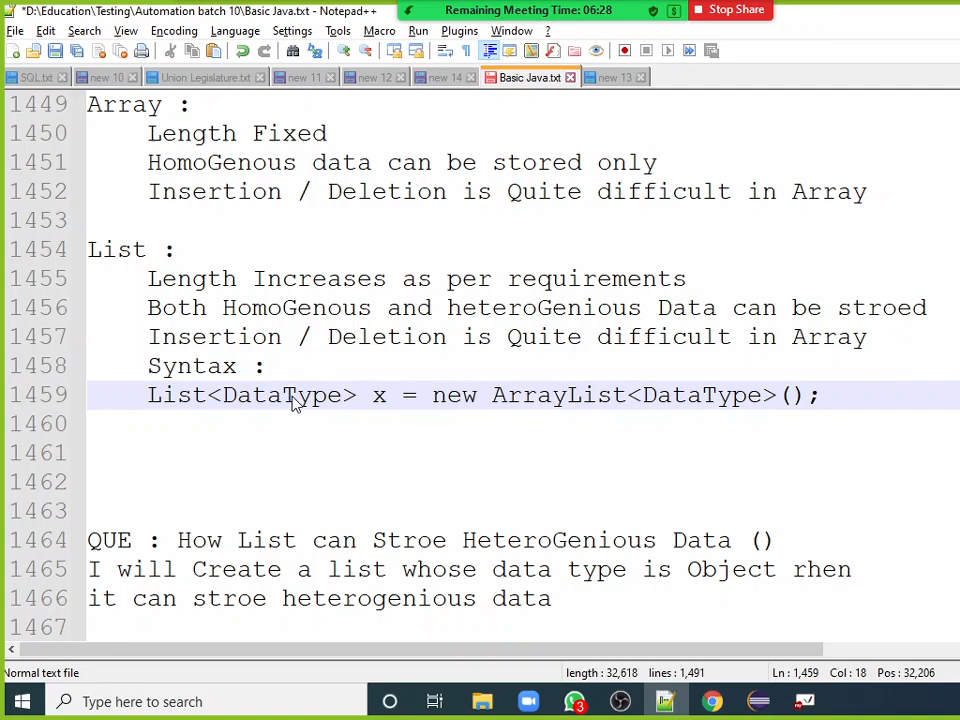 *D:\Education\Testing\Automation batch 10\Basic Java.txt - Notepad++
Remaining Meeting Time: 06:28
Stop Share
File Edit Search View Encoding Language Settings Tools Macro Run Plugins Window ?
SQL.txt new 10 Union Legislature.txt new 11 new 12 new 14 Basic Java.txt new 13
1449 Array :
1450 Length Fixed
1451 HomoGenous data can be stored only
1452 Insertion / Deletion is Quite difficult in Array
1453
1454 List :
1455 Length Increases as per requirements
1456 Both HomoGenous and heteroGenious Data can be stroed
1457 Insertion / Deletion is Quite difficult in Array
1458 Syntax :
1459 List<DataType> x = new ArrayList<DataType>();
1460
1461
1462
1463
1464 QUE : How List can Stroe HeteroGenious Data ()
1465 I will Create a list whose data type is Object rhen
1466 it can stroe heterogenious data
1467
Normal text file length : 32,618 lines : 1,491 Ln : 1,459 Col : 18 Pos : 32,206
Type here to search
3